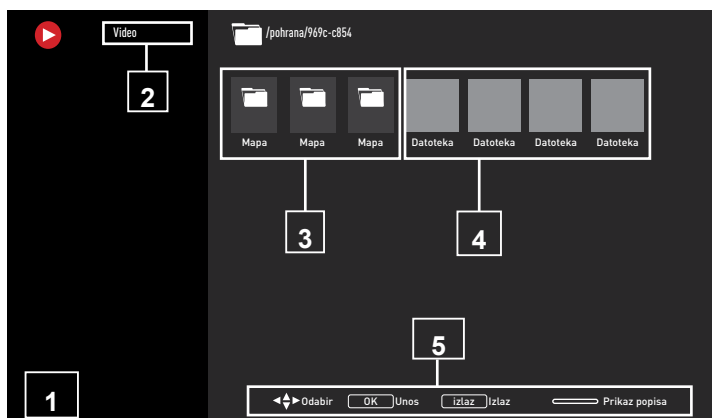 Video
/pohrana/969c-c854
2
Mapa Mapa Mapa Datoteka Datoteka Datoteka Datoteka
3 4
5
1
Odabir OK Unos izlaz Izlaz Prikaz popisa